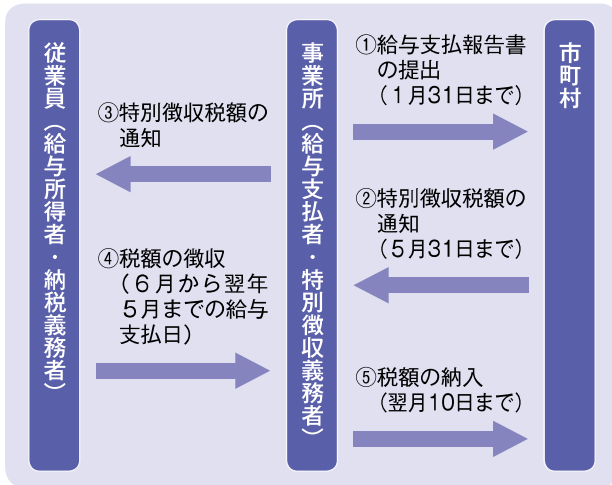 従業員（給与所得者・納税義務者）
③特別徴収税額の
通知
④税額の徴収
（６月から翌年
５月までの給与
支払日）
事業所（給与支払者・特別徴収義務者）
①給与支払報告書
の提出
（１月31日まで）
②特別徴収税額の
通知
（５月31日まで）
⑤税額の納入
（翌月10日まで）
市町村